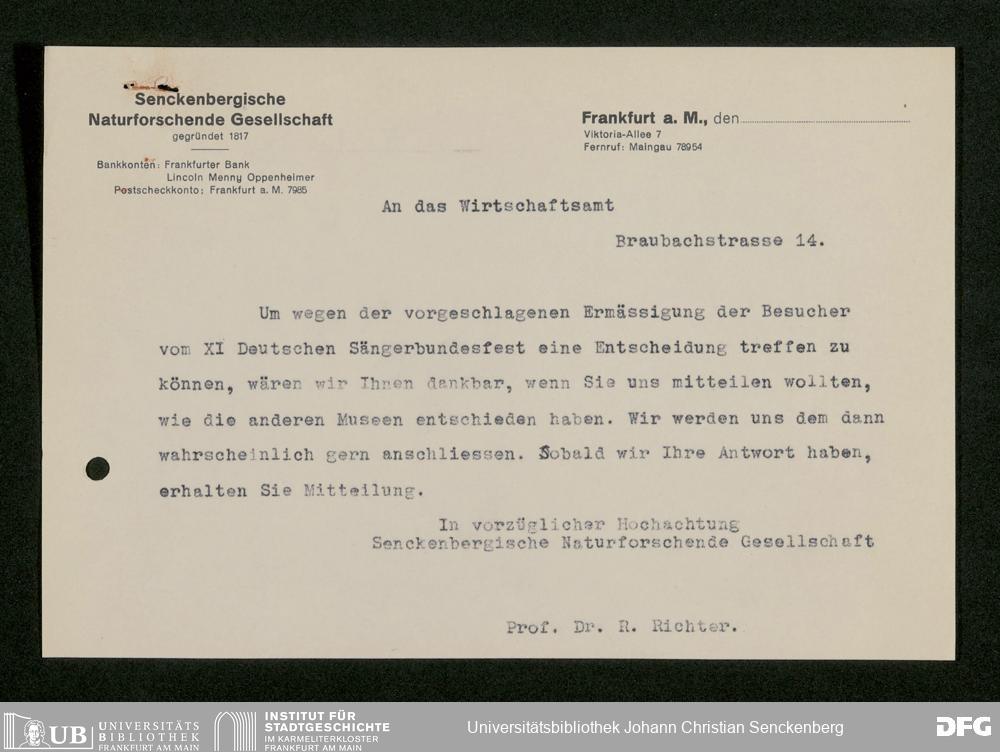 Senckenbergische
Naturforschende Gesellschaft
gegründet 1817
Bankkonten: Frankfurter Bank
Lincoln Menny Oppenheimer
Postscheckkonto: Frankfurt a. M. 7985
Frankfurt a. M., den
Viktoria-Allee 7
Fernruf: Maingau 78954
An das Wirtschaftsamt
Braubachstrasse 14.
Um wegen der vorgeschlagenen Ermässigung der Besucher
vom XI Deutschen Sängerbundesfest eine Entscheidung treffen zu
können, wären wir Ihnen dankbar, wenn Sie uns mitteilen wollten,
wie die anderen Museen entschieden haben. Wir werden uns dem dann
wahrscheinlich gern anschliessen. Sobald wir Ihre Antwort haben,
erhalten Sie Mitteilung.
In vorzüglicher Hochachtung
Senckenbergische Naturforschende Gesellschaft
Prof. Dr. R. Richter.
UB UNIVERSITÄTS
BIBLIOTHEK
FRANKFURT AM MAIN
INSTITUT FÜR
STADTGESCHICHTE
IM KARMELITERKLOSTER
FRANKFURT AM MAIN
Universitätsbibliothek Johann Christian Senckenberg
DFG